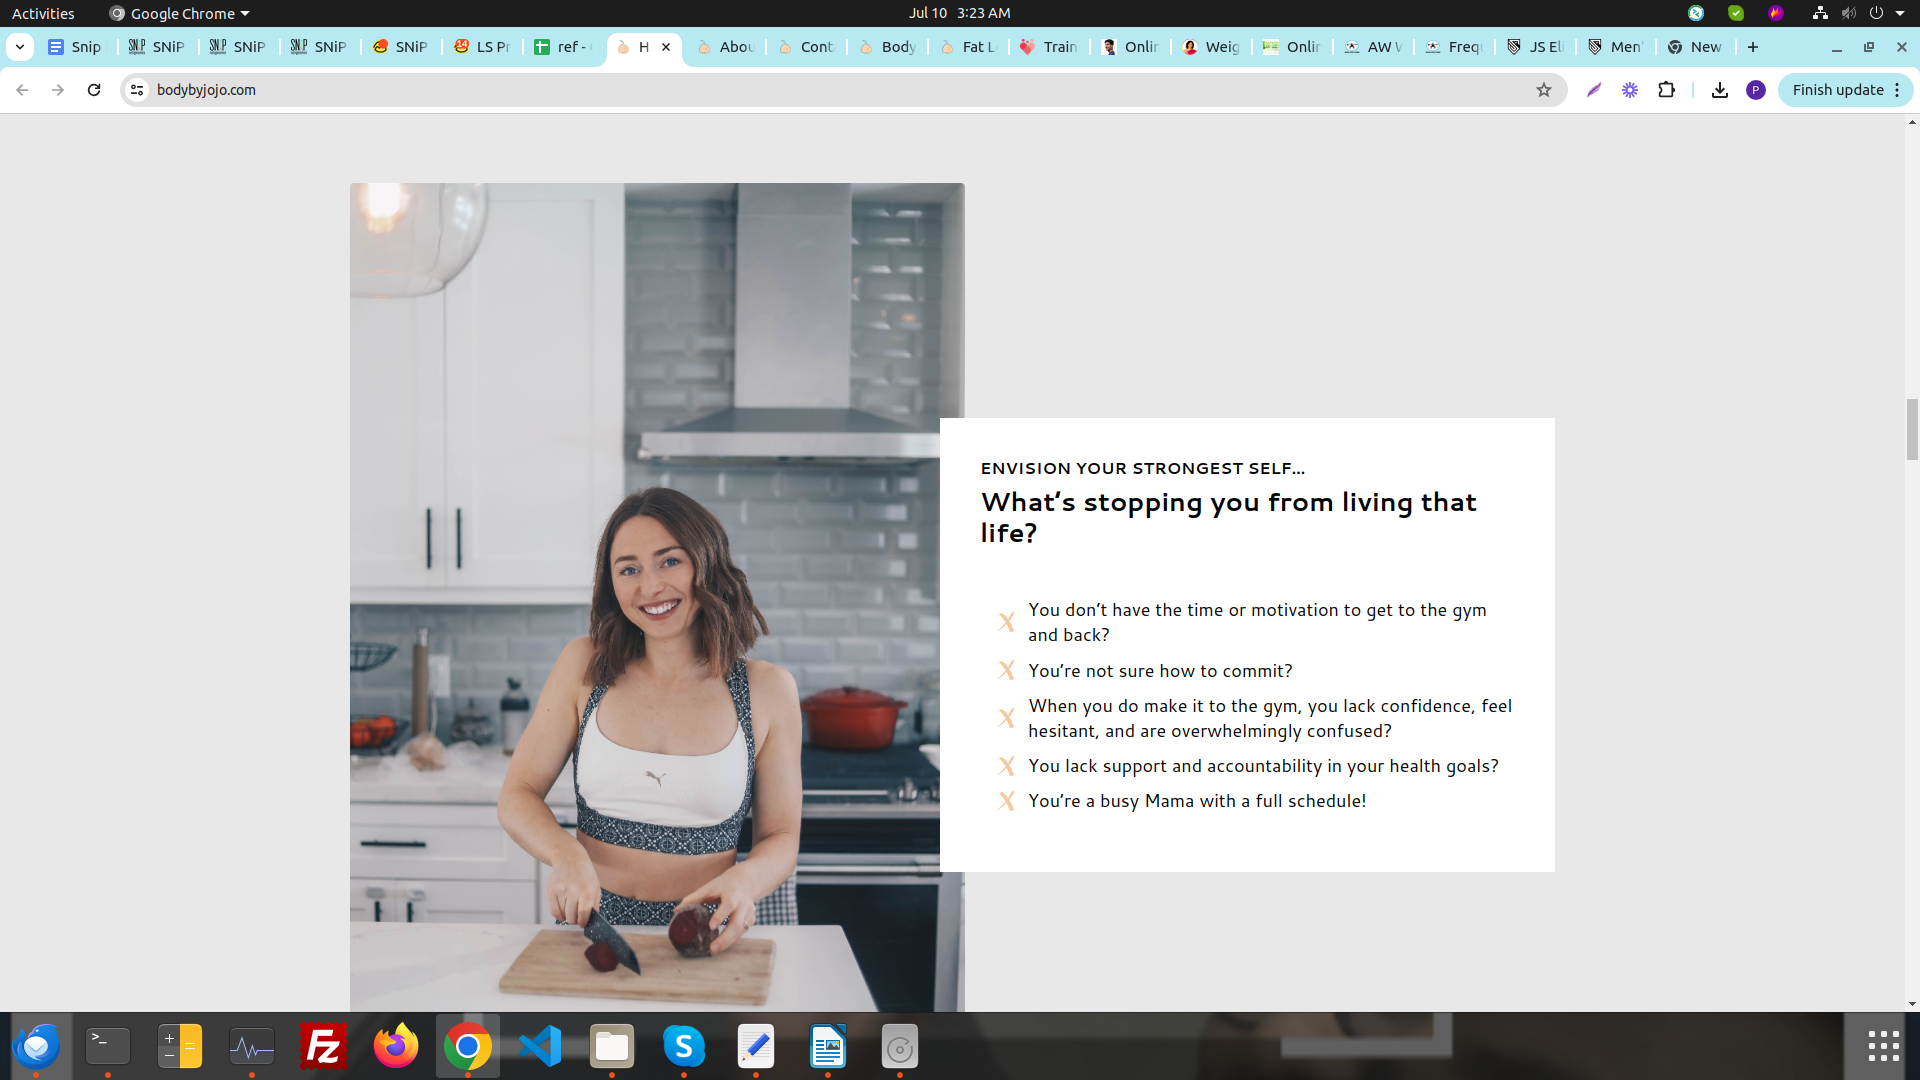 Activities
Google Chrome
Jul 10 3:23 AM
Snip
SNiP
SNiP
SNiP
SNiP
LS Pr
ref -
H
Abou
Cont
Body
Fat L
Train
Onlin
Weig
Onlin
AW W
Frequ
JS Eli
Men'
New
bodybyjojo.com
P
Finish update
ENVISION YOUR STRONGEST SELF...
What’s stopping you from living that
life?
X You don’t have the time or motivation to get to the gym
and back?
X You’re not sure how to commit?
X When you do make it to the gym, you lack confidence, feel
hesitant, and are overwhelmingly confused?
X You lack support and accountability in your health goals?
X You’re a busy Mama with a full schedule!